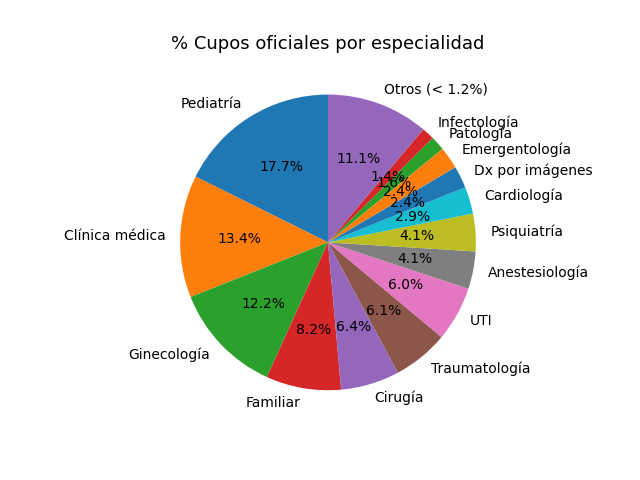 % Cupos oficiales por especialidad
Pediatría
17.7%
Clínica médica
13.4%
Ginecología
12.2%
Familiar
8.2%
Cirugía
6.4%
Traumatología
6.1%
UTI
6.0%
Anestesiología
4.1%
Psiquiatría
4.1%
Cardiología
2.9%
Dx por imágenes
2.4%
Emergentología
2.4%
Patología
1.6%
Infectología
1.4%
Otros (< 1.2%)
11.1%